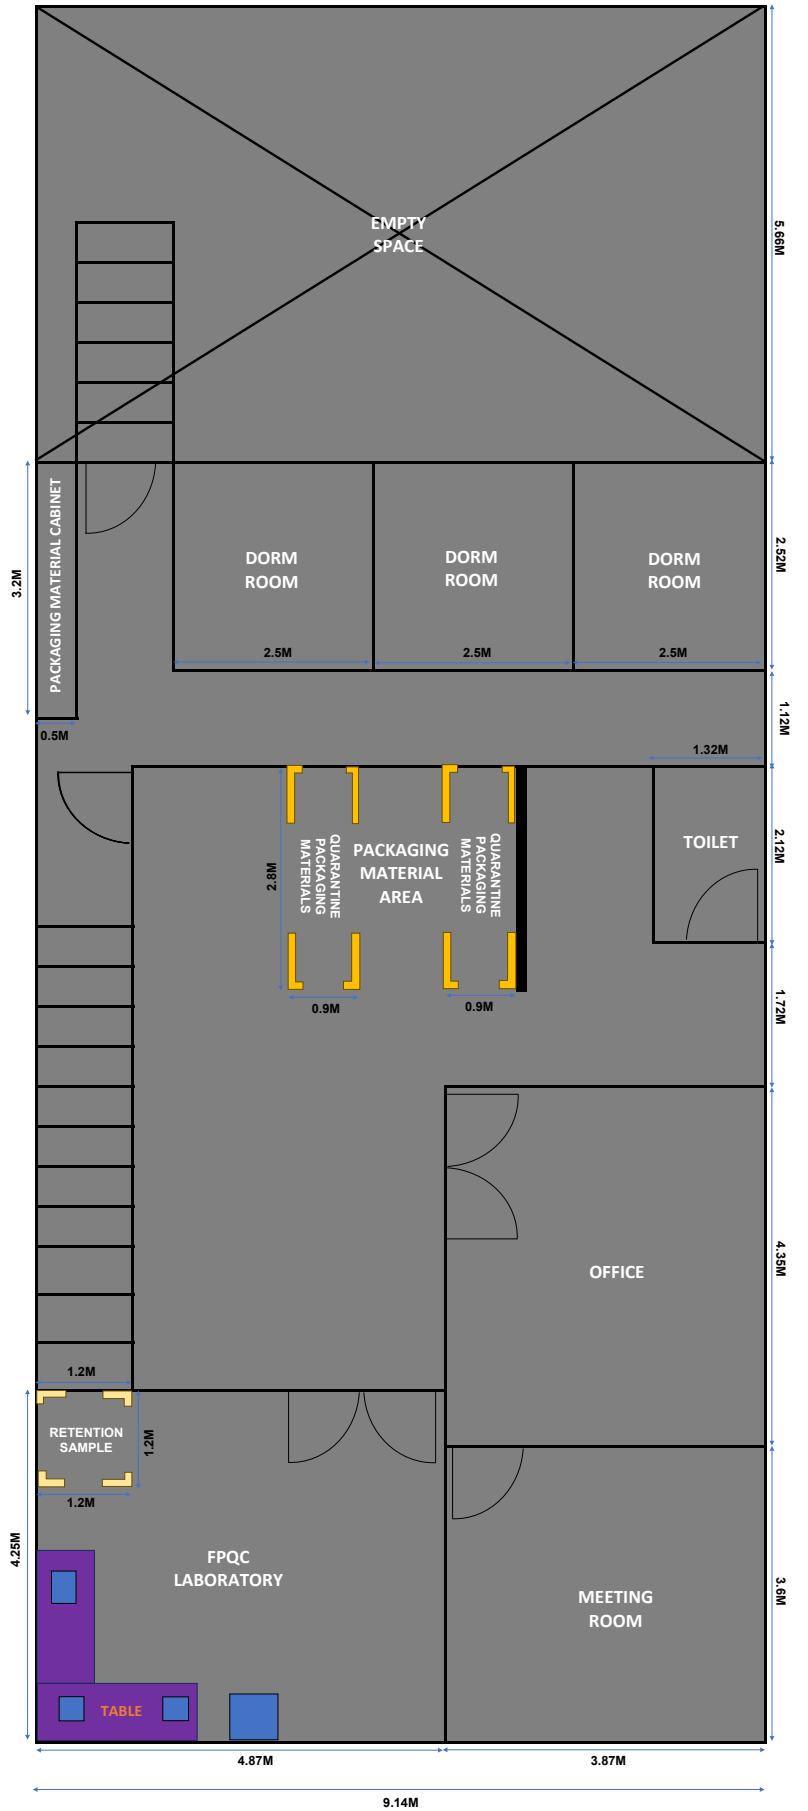 EMPTY
SPACE
5.66M
PACKAGING MATERIAL CABINET
3.2M
DORM
ROOM
DORM
ROOM
DORM
ROOM
2.52M
2.5M
2.5M
2.5M
0.5M
1.12M
1.32M
QUARANTINE
PACKAGING
MATERIALS
PACKAGING
MATERIAL
AREA
QUARANTINE
PACKAGING
MATERIALS
TOILET
2.12M
2.8M
0.9M
0.9M
1.72M
OFFICE
4.35M
1.2M
RETENTION
SAMPLE
1.2M
1.2M
4.25M
FPQC
LABORATORY
MEETING
ROOM
3.6M
TABLE
4.87M
3.87M
9.14M